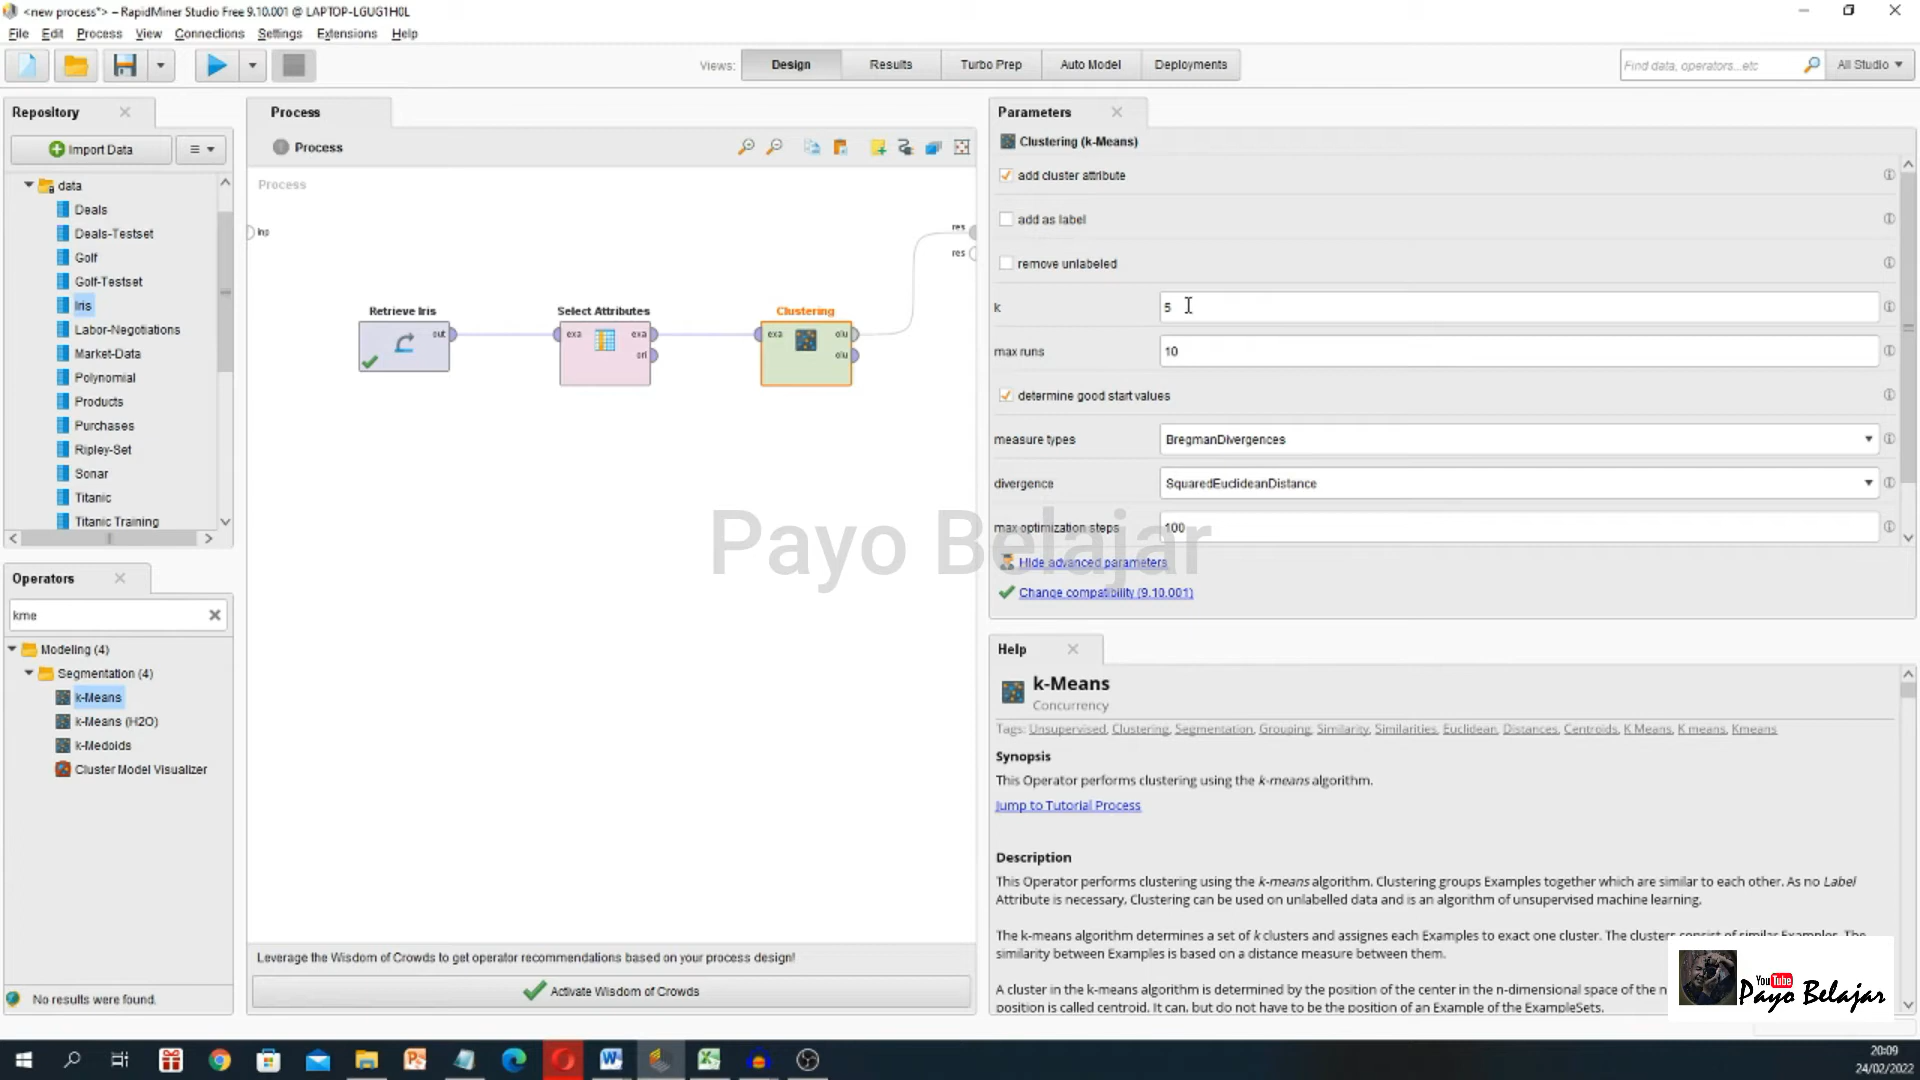 <new process*> – RapidMiner Studio Free 9.10.001 @ LAPTOP-LGUG1H0L
File Edit Process View Connections Settings Extensions Help
Views: Design Results Turbo Prep Auto Model Deployments
Find data, operators...etc
All Studio
Repository
Import Data
data
Deals
Deals-Testset
Golf
Golf-Testset
Iris
Labor-Negotiations
Market-Data
Polynomial
Products
Purchases
Ripley-Set
Sonar
Titanic
Titanic Training
Operators
kme
Modeling (4)
Segmentation (4)
k-Means
k-Means (H2O)
k-Medoids
Cluster Model Visualizer
No results were found.
Process
Process
Process
inp
res
res
Retrieve Iris
out
Select Attributes
exa exa
ori
Clustering
exa clu
clu
Leverage the Wisdom of Crowds to get operator recommendations based on your process design!
Activate Wisdom of Crowds
Parameters
Clustering (k-Means)
add cluster attribute
add as label
remove unlabeled
k 5
max runs 10
determine good start values
measure types BregmanDivergences
divergence SquaredEuclideanDistance
max optimization steps 100
Hide advanced parameters
Change compatibility (9.10.001)
Payo Belajar
Help
k-Means
Concurrency
Tags: Unsupervised, Clustering, Segmentation, Grouping, Similarity, Similarities, Euclidean, Distances, Centroids, K Means, K means, Kmeans
Synopsis
This Operator performs clustering using the k-means algorithm.
Jump to Tutorial Process
Description
This Operator performs clustering using the k-means algorithm. Clustering groups Examples together which are similar to each other. As no Label
Attribute is necessary, Clustering can be used on unlabelled data and is an algorithm of unsupervised machine learning.
The k-means algorithm determines a set of k clusters and assignes each Examples to exact one cluster. The clusters consist of similar Examples. The
similarity between Examples is based on a distance measure between them.
A cluster in the k-means algorithm is determined by the position of the center in the n-dimensional space of the n
position is called centroid. It can, but do not have to be the position of an Example of the ExampleSets.
YouTube
Payo Belajar
20:09
24/02/2022